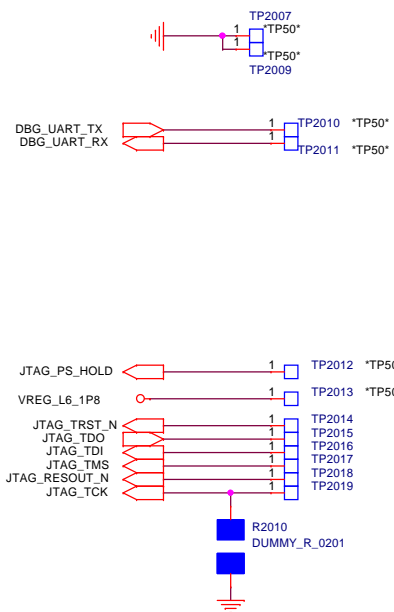 TP2007
1 *TP50*
1 *TP50*
TP2009
DBG_UART_TX 1 TP2010 *TP50*
DBG_UART_RX 1 TP2011 *TP50*
JTAG_PS_HOLD 1 TP2012 *TP50
VREG_L6_1P8 1 TP2013 *TP50
JTAG_TRST_N 1 TP2014
JTAG_TDO 1 TP2015
JTAG_TDI 1 TP2016
JTAG_TMS 1 TP2017
JTAG_RESOUT_N 1 TP2018
JTAG_TCK 1 TP2019
R2010
DUMMY_R_0201